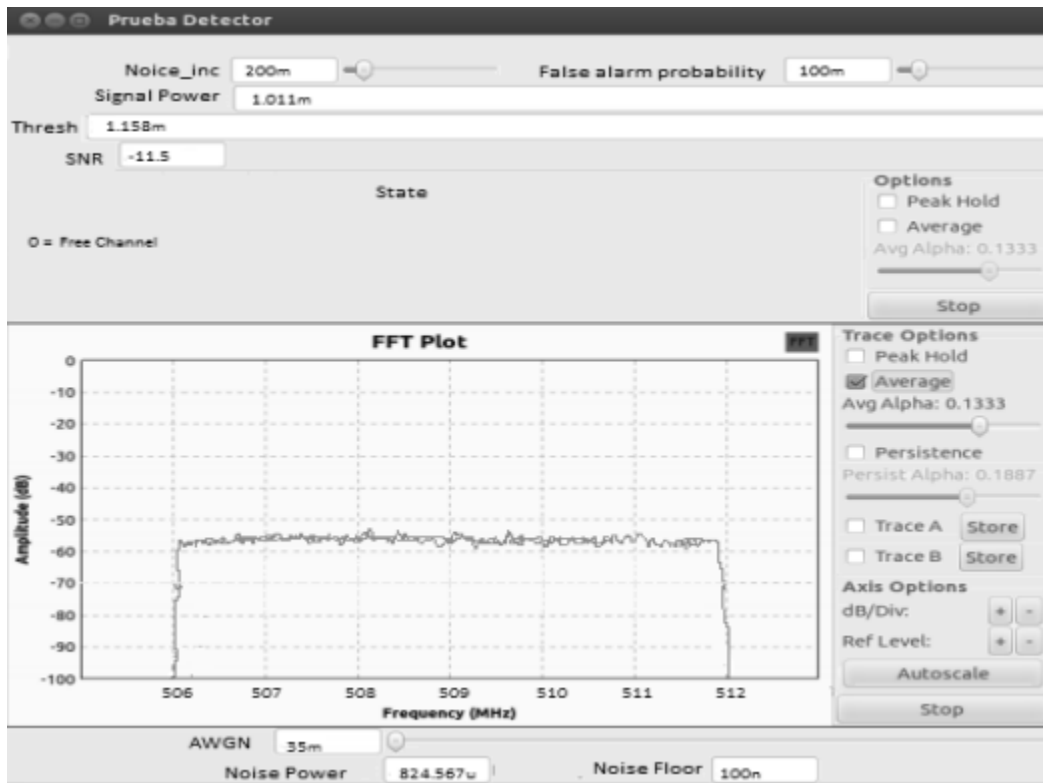 Prueba Detector
Noice_inc 200m False alarm probability 100m
Signal Power 1.011m
Thresh 1.158m
SNR -11.5
State
0 = Free Channel
Options
Peak Hold
Average
Avg Alpha: 0.1333
Stop
FFT Plot
FFT
Amplitude (dB)
0
-10
-20
-30
-40
-50
-60
-70
-80
-90
-100
506 507 508 509 510 511 512
Frequency (MHz)
Trace Options
Peak Hold
Average
Avg Alpha: 0.1333
Persistence
Persist Alpha: 0.1887
Trace A Store
Trace B Store
Axis Options
dB/Div: + -
Ref Level: + -
Autoscale
Stop
AWGN 35m
Noise Power 824.567u Noise Floor 100n